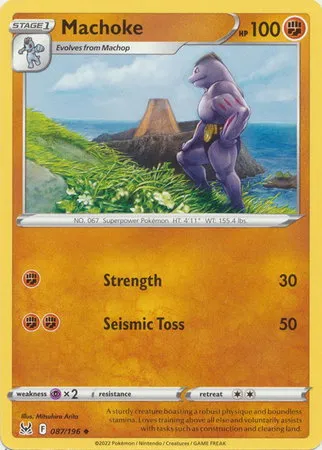 STAGE 1
Machoke
HP 100
Evolves from Machop
NO. 067 Superpower Pokémon HT: 4'11" WT: 155.4 lbs.
Strength 30
Seismic Toss 50
weakness ×2 resistance retreat
Illus. Mitsuhiro Arita
A sturdy creature boasting a robust physique and boundless
stamina. Loves training above all else and voluntarily assists
with tasks such as construction and clearing land.
F 087/196
©2022 Pokémon / Nintendo / Creatures / GAME FREAK